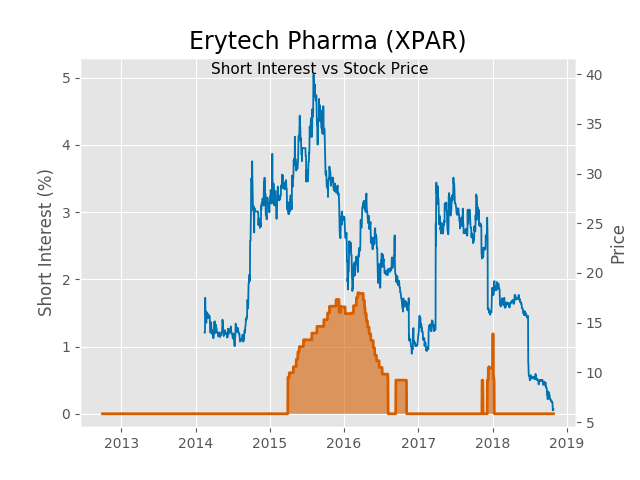 Erytech Pharma (XPAR)
Short Interest vs Stock Price
Short Interest (%)
5
4
3
2
1
0
40
35
30
25
20
15
10
5
Price
2013 2014 2015 2016 2017 2018 2019